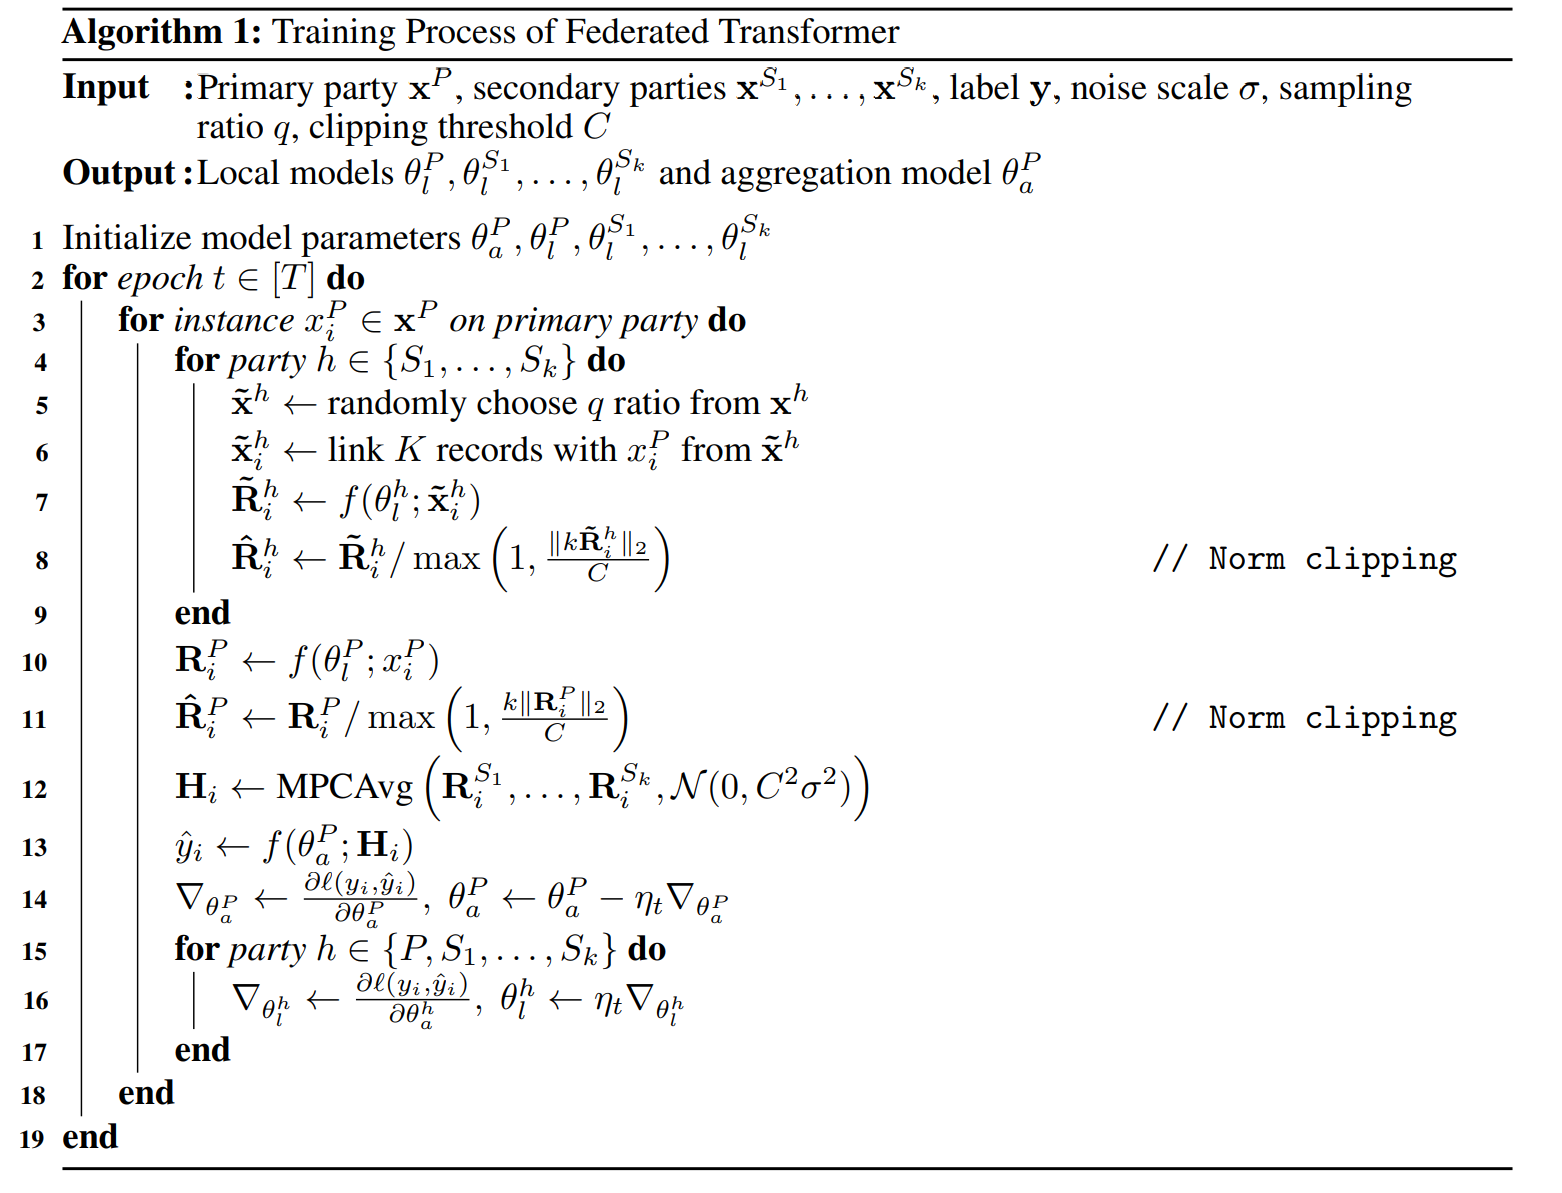 Algorithm 1: Training Process of Federated Transformer
Input : Primary party $\mathbf{x}^P$, secondary parties $\mathbf{x}^{S_1}, \ldots, \mathbf{x}^{S_k}$, label $\mathbf{y}$, noise scale $\sigma$, sampling
ratio $q$, clipping threshold $C$
Output : Local models $\theta_l^P, \theta_l^{S_1}, \ldots, \theta_l^{S_k}$ and aggregation model $\theta_a^P$
1 Initialize model parameters $\theta_a^P, \theta_l^P, \theta_l^{S_1}, \ldots, \theta_l^{S_k}$
2 for epoch $t \in [T]$ do
3 for instance $x_i^P \in \mathbf{x}^P$ on primary party do
4 for party $h \in \{S_1, \ldots, S_k\}$ do
5 $\tilde{\mathbf{x}}^h \leftarrow$ randomly choose $q$ ratio from $\mathbf{x}^h$
6 $\tilde{\mathbf{x}}_i^h \leftarrow$ link $K$ records with $x_i^P$ from $\tilde{\mathbf{x}}^h$
7 $\tilde{\mathbf{R}}_i^h \leftarrow f(\theta_l^h; \tilde{\mathbf{x}}_i^h)$
8 $\hat{\mathbf{R}}_i^h \leftarrow \tilde{\mathbf{R}}_i^h / \max\left(1, \frac{\|k\tilde{\mathbf{R}}_i^h\|_2}{C}\right)$ // Norm clipping
9 end
10 $\mathbf{R}_i^P \leftarrow f(\theta_l^P; x_i^P)$
11 $\hat{\mathbf{R}}_i^P \leftarrow \mathbf{R}_i^P / \max\left(1, \frac{k\|\mathbf{R}_i^P\|_2}{C}\right)$ // Norm clipping
12 $\mathbf{H}_i \leftarrow \text{MPCAvg}\left(\mathbf{R}_i^{S_1}, \ldots, \mathbf{R}_i^{S_k}, \mathcal{N}(0, C^2\sigma^2)\right)$
13 $\hat{y}_i \leftarrow f(\theta_a^P; \mathbf{H}_i)$
14 $\nabla_{\theta_a^P} \leftarrow \frac{\partial \ell(y_i, \hat{y}_i)}{\partial \theta_a^P},\ \theta_a^P \leftarrow \theta_a^P - \eta_t \nabla_{\theta_a^P}$
15 for party $h \in \{P, S_1, \ldots, S_k\}$ do
16 $\nabla_{\theta_l^h} \leftarrow \frac{\partial \ell(y_i, \hat{y}_i)}{\partial \theta_a^h},\ \theta_l^h \leftarrow \eta_t \nabla_{\theta_l^h}$
17 end
18 end
19 end